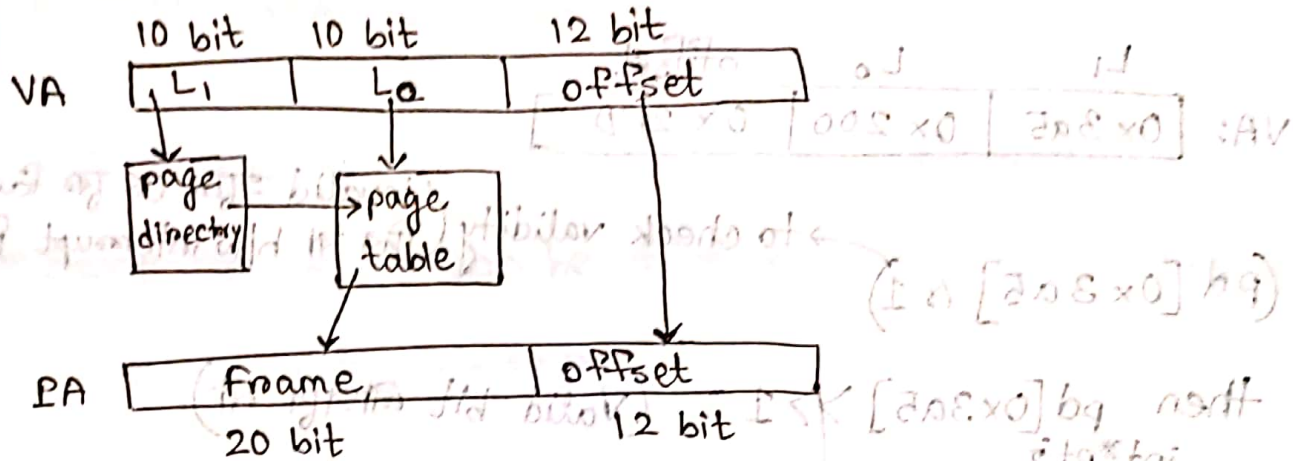 10 bit 10 bit 12 bit
VA L1 L0 offset
page directory
page table
PA Frame offset
20 bit 12 bit